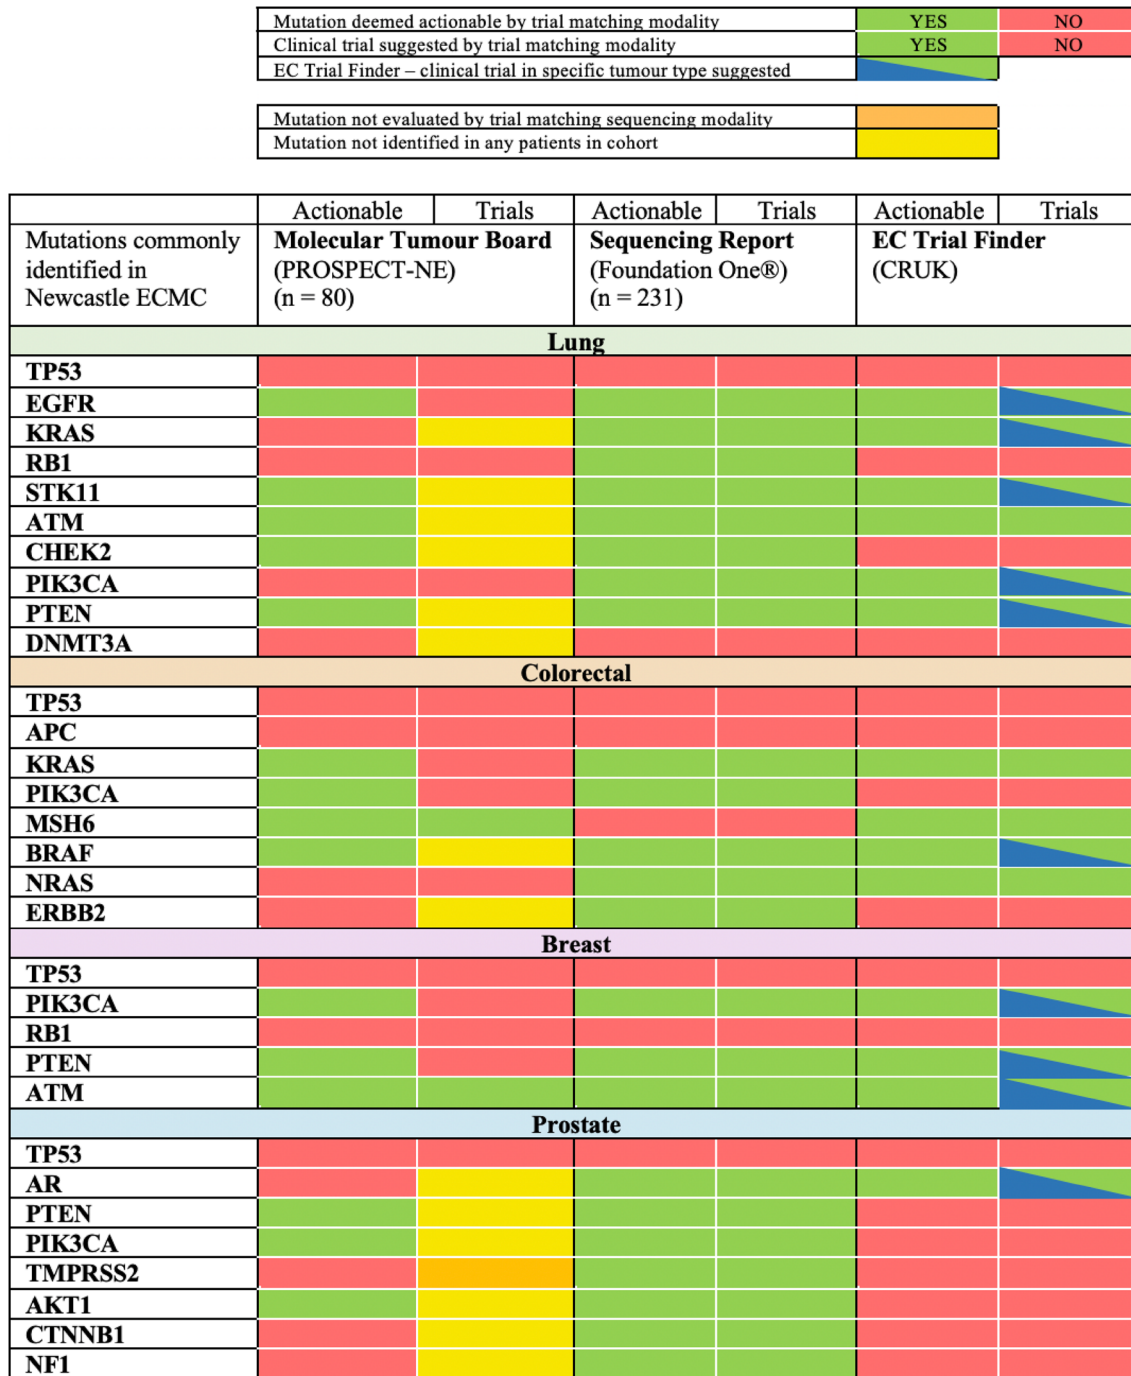 Mutation deemed actionable by trial matching modality YES NO
Clinical trial suggested by trial matching modality YES NO
EC Trial Finder – clinical trial in specific tumour type suggested
Mutation not evaluated by trial matching sequencing modality
Mutation not identified in any patients in cohort
Actionable Trials Actionable Trials Actionable Trials
Mutations commonly Molecular Tumour Board Sequencing Report EC Trial Finder
identified in (PROSPECT-NE) (Foundation One®) (CRUK)
Newcastle ECMC (n = 80) (n = 231)
Lung
TP53
EGFR
KRAS
RB1
STK11
ATM
CHEK2
PIK3CA
PTEN
DNMT3A
Colorectal
TP53
APC
KRAS
PIK3CA
MSH6
BRAF
NRAS
ERBB2
Breast
TP53
PIK3CA
RB1
PTEN
ATM
Prostate
TP53
AR
PTEN
PIK3CA
TMPRSS2
AKT1
CTNNB1
NF1